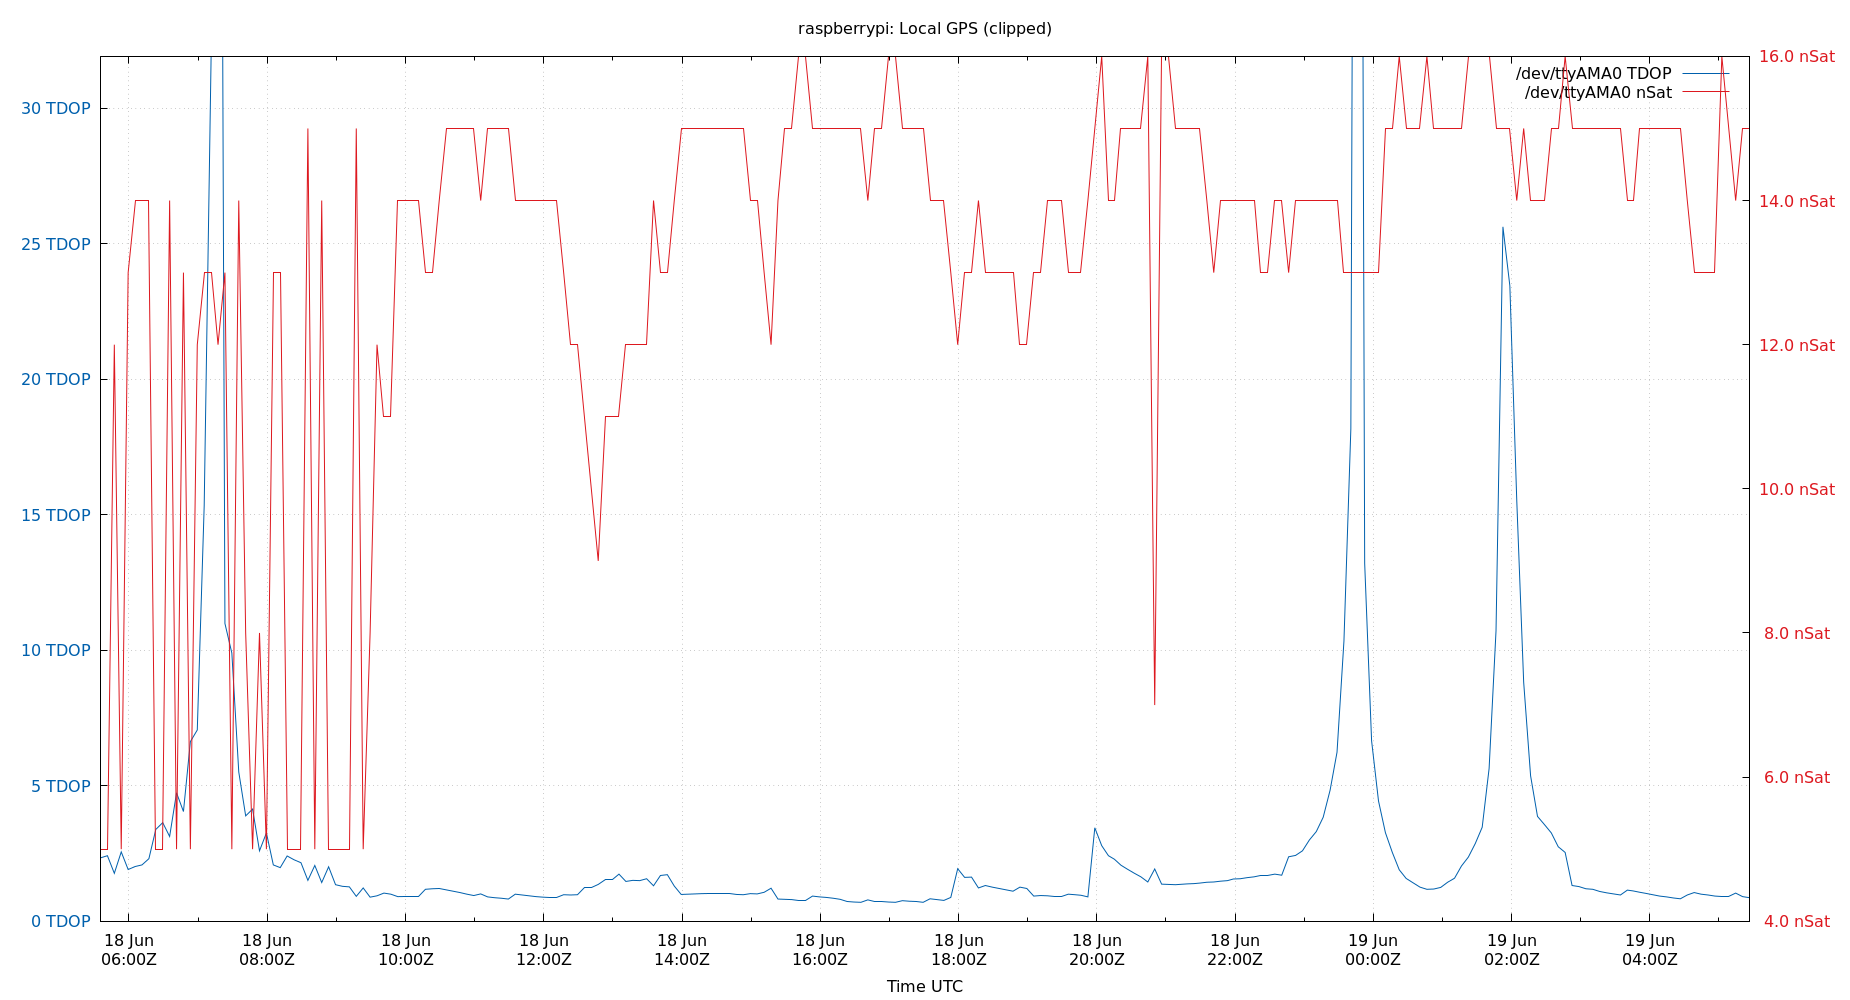 raspberrypi: Local GPS (clipped)
/dev/ttyAMA0 TDOP
/dev/ttyAMA0 nSat
30 TDOP
25 TDOP
20 TDOP
15 TDOP
10 TDOP
5 TDOP
0 TDOP
16.0 nSat
14.0 nSat
12.0 nSat
10.0 nSat
8.0 nSat
6.0 nSat
4.0 nSat
18 Jun 18 Jun 18 Jun 18 Jun 18 Jun 18 Jun 18 Jun 18 Jun 18 Jun 19 Jun 19 Jun 19 Jun
06:00Z 08:00Z 10:00Z 12:00Z 14:00Z 16:00Z 18:00Z 20:00Z 22:00Z 00:00Z 02:00Z 04:00Z
Time UTC